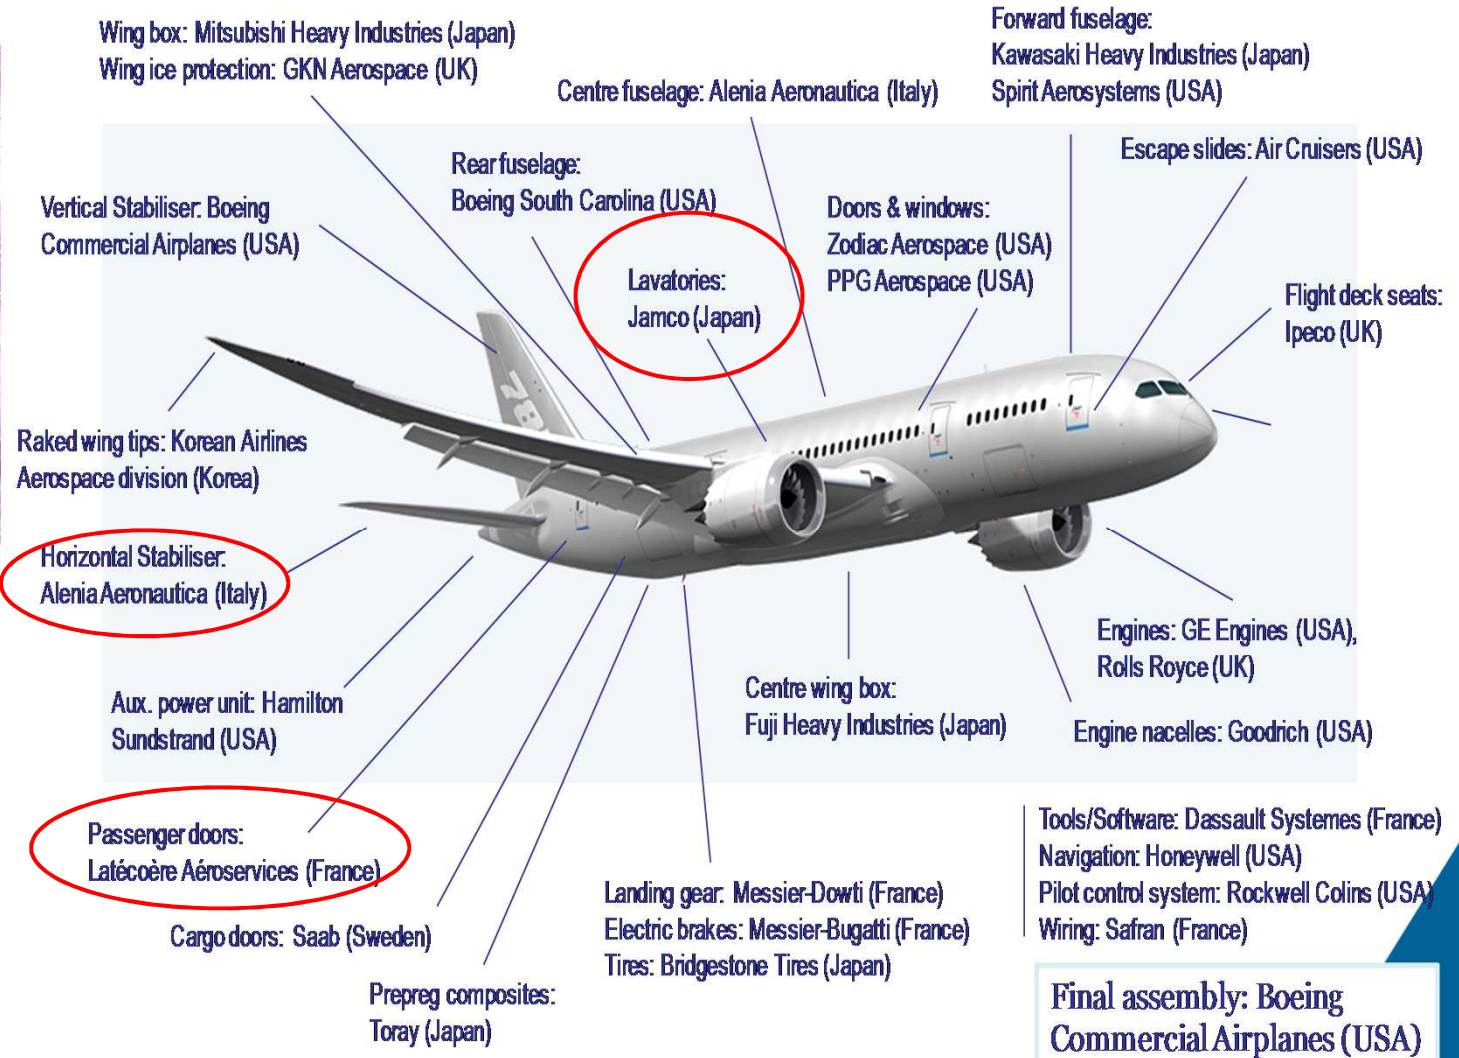 Wing box: Mitsubishi Heavy Industries (Japan)
Wing ice protection: GKN Aerospace (UK)
Forward fuselage:
Kawasaki Heavy Industries (Japan)
Spirit Aerosystems (USA)
Centre fuselage: Alenia Aeronautica (Italy)
Escape slides: Air Cruisers (USA)
Rear fuselage:
Boeing South Carolina (USA)
Vertical Stabiliser: Boeing
Commercial Airplanes (USA)
Doors & windows:
Zodiac Aerospace (USA)
PPG Aerospace (USA)
Lavatories:
Jamco (Japan)
Flight deck seats:
Ipeco (UK)
78
Raked wing tips: Korean Airlines
Aerospace division (Korea)
Horizontal Stabiliser:
Alenia Aeronautica (Italy)
Engines: GE Engines (USA),
Rolls Royce (UK)
Aux. power unit: Hamilton
Sundstrand (USA)
Centre wing box:
Fuji Heavy Industries (Japan)
Engine nacelles: Goodrich (USA)
Passenger doors:
Latécoère Aéroservices (France)
Tools/Software: Dassault Systemes (France)
Navigation: Honeywell (USA)
Pilot control system: Rockwell Colins (USA)
Wiring: Safran (France)
Landing gear: Messier-Dowti (France)
Electric brakes: Messier-Bugatti (France)
Tires: Bridgestone Tires (Japan)
Cargo doors: Saab (Sweden)
Prepreg composites:
Toray (Japan)
Final assembly: Boeing
Commercial Airplanes (USA)